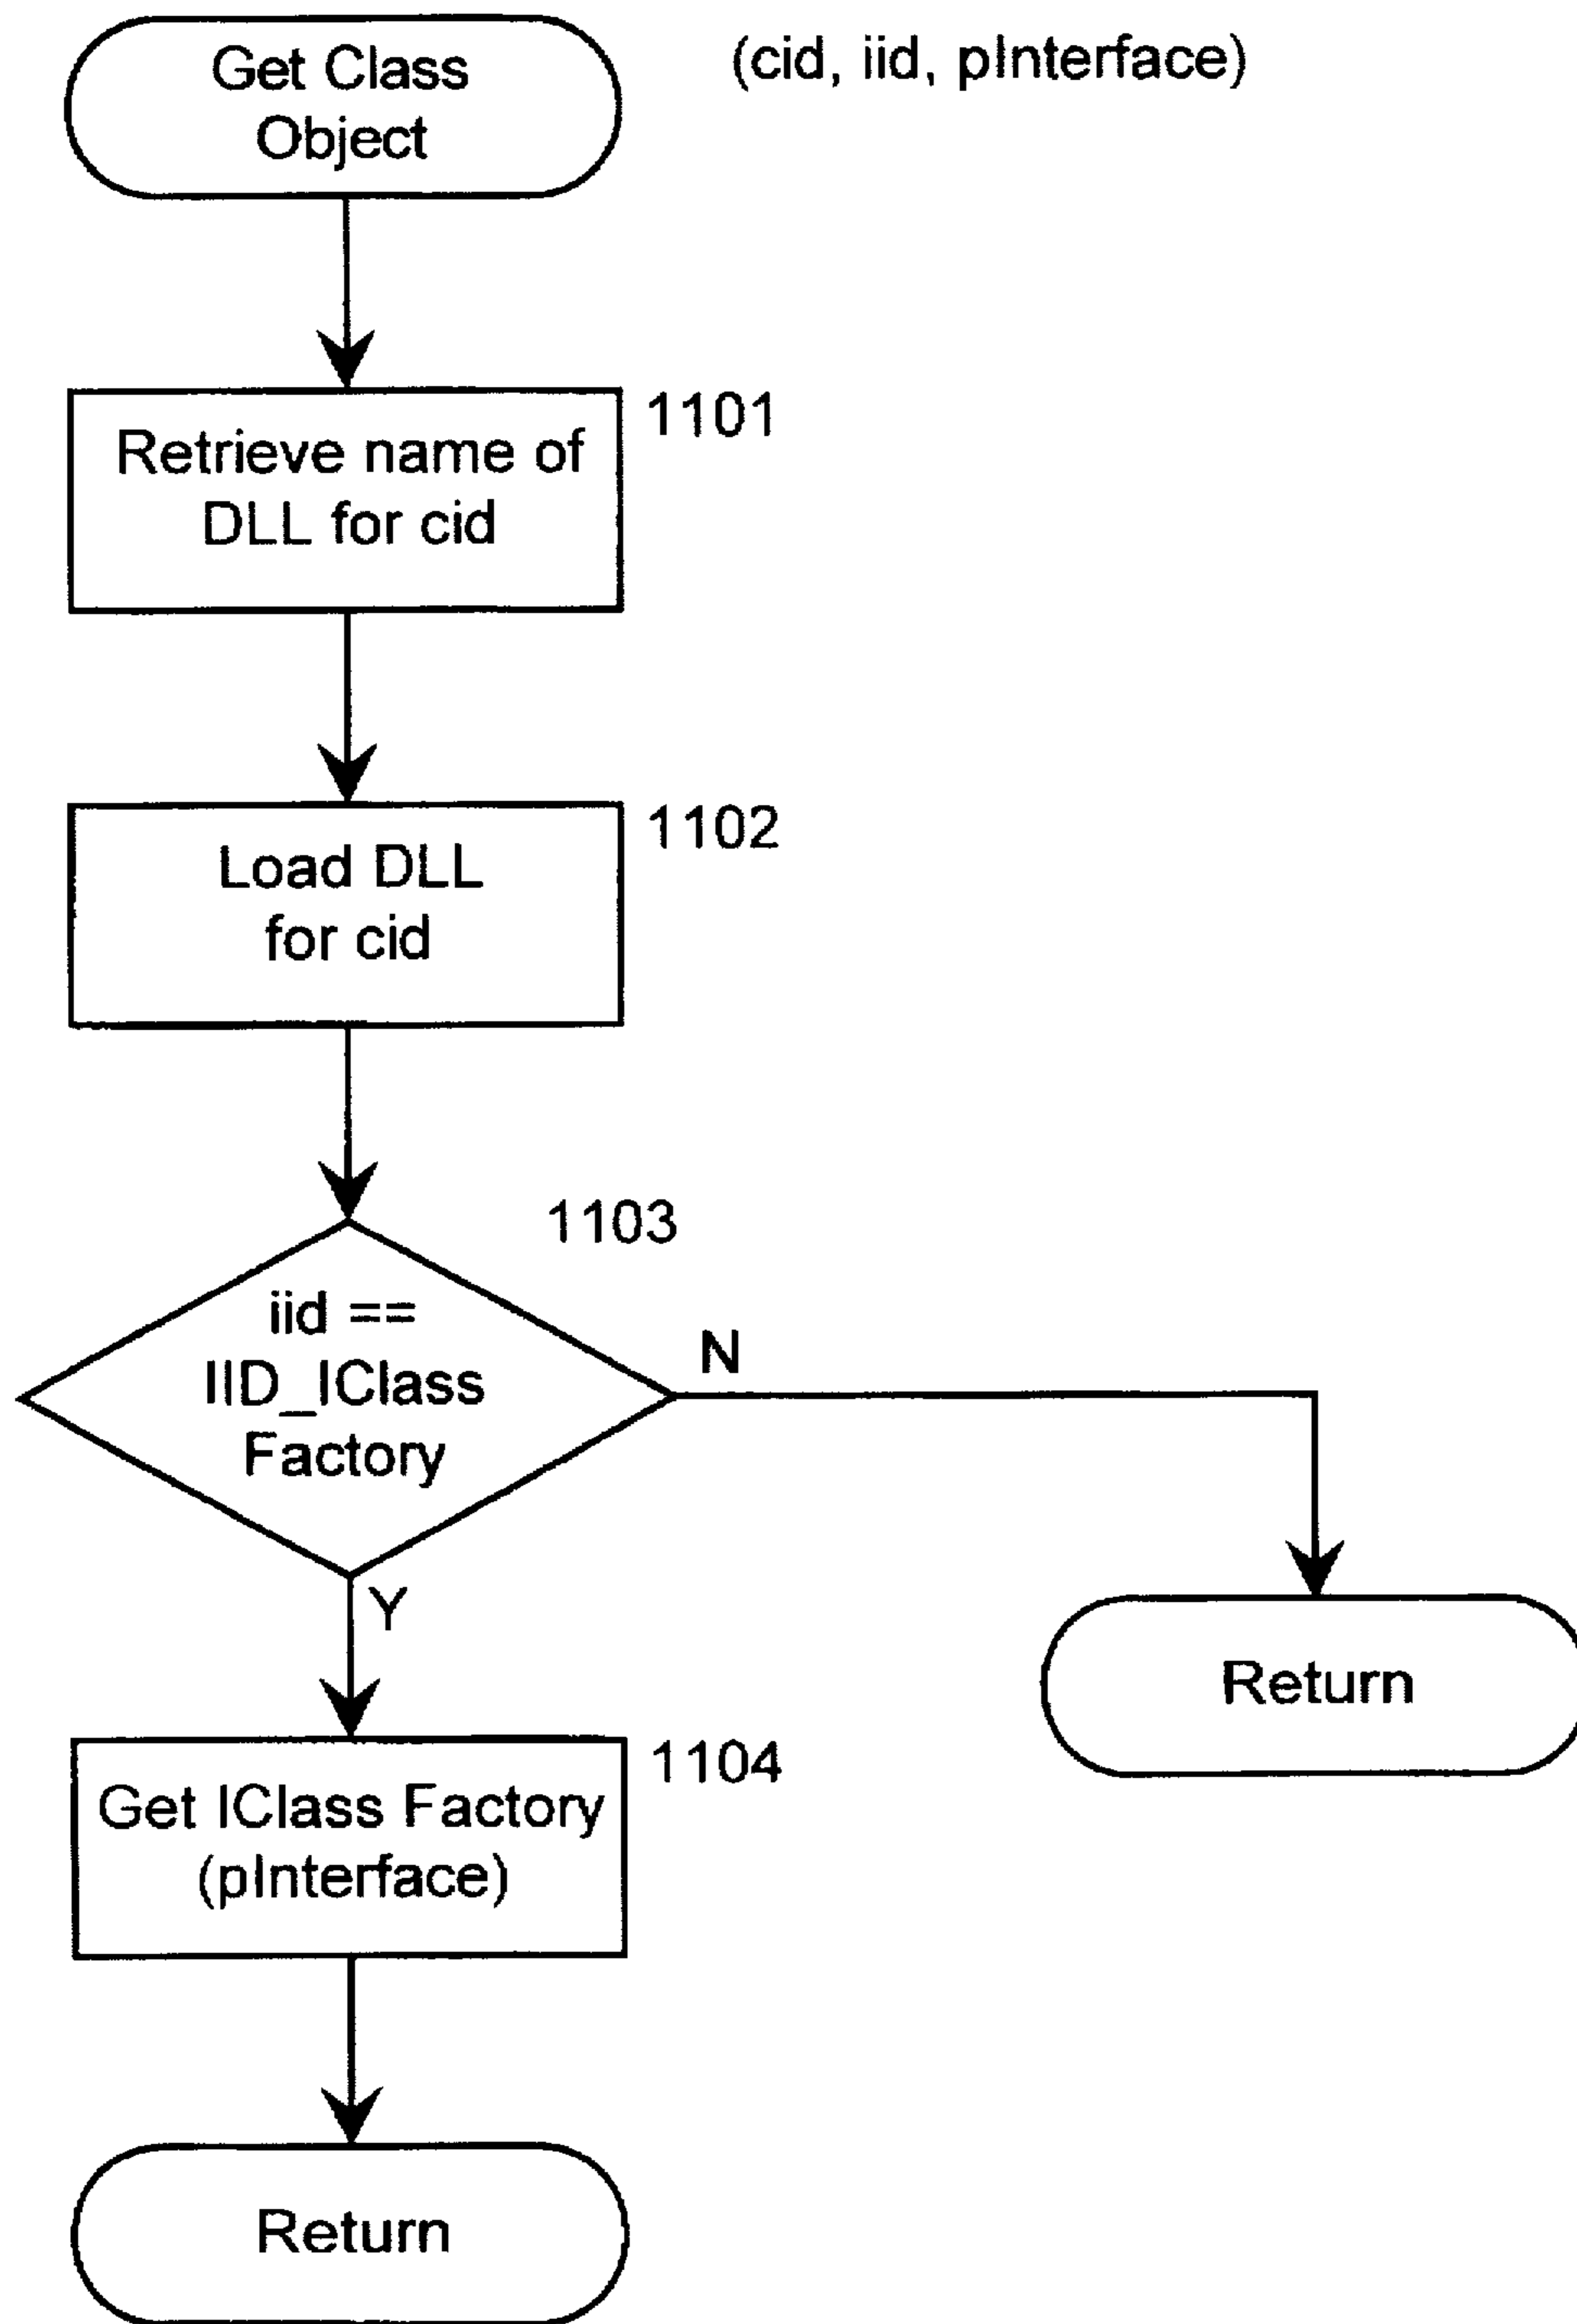 Get Class
Object
(cid, iid, pInterface)
1101
Retrieve name of
DLL for cid
1102
Load DLL
for cid
1103
iid ==
IID_IClass
Factory
N
Y
Return
1104
Get IClass Factory
(pInterface)
Return